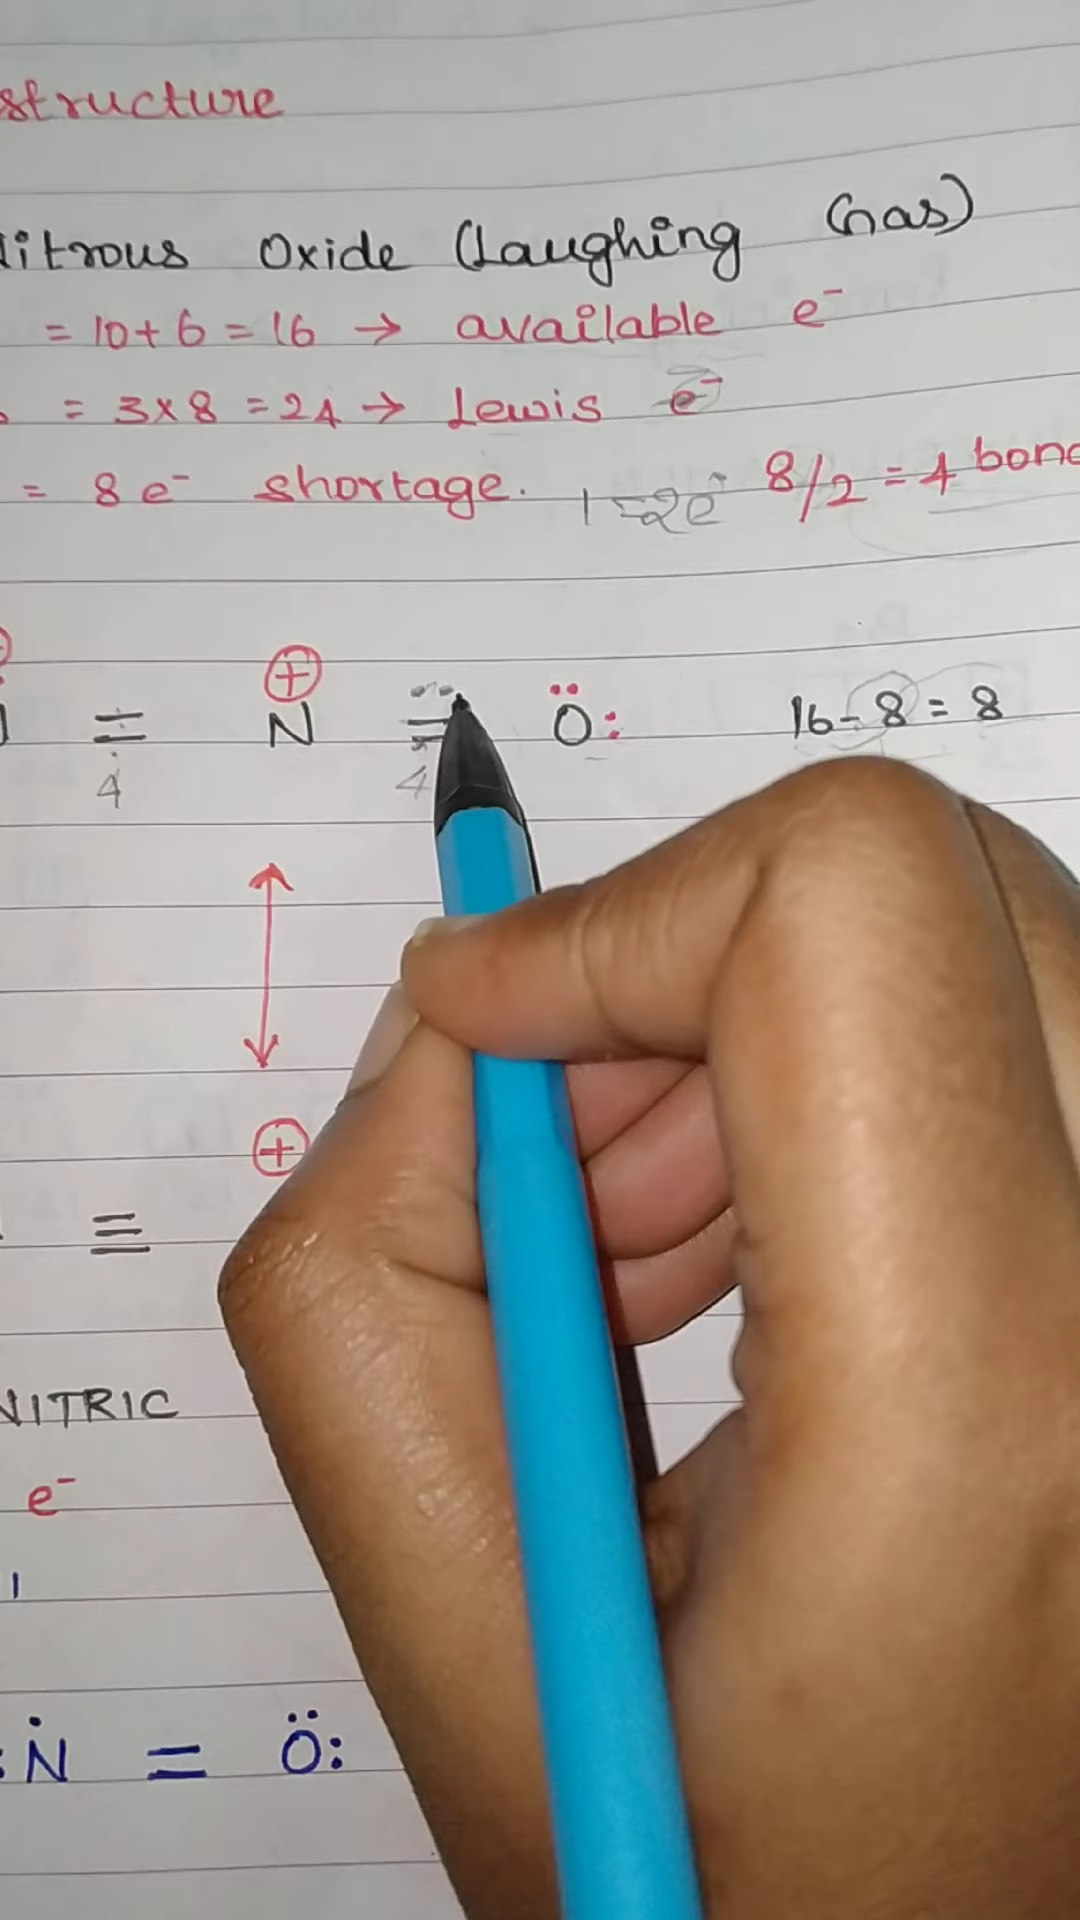 structure
itrous Oxide (Laughing Gas)
= 10 + 6 = 16 → available e⁻
= 3 × 8 = 24 → Lewis e⁻
= 8 e⁻ shortage. 1 = 2e⁻ 8/2 = 4 bond
⊕
N = N = Ö: 16 - 8 = 8
4 4
⊕
≡
NITRIC
e⁻
1
:Ṅ = Ö: